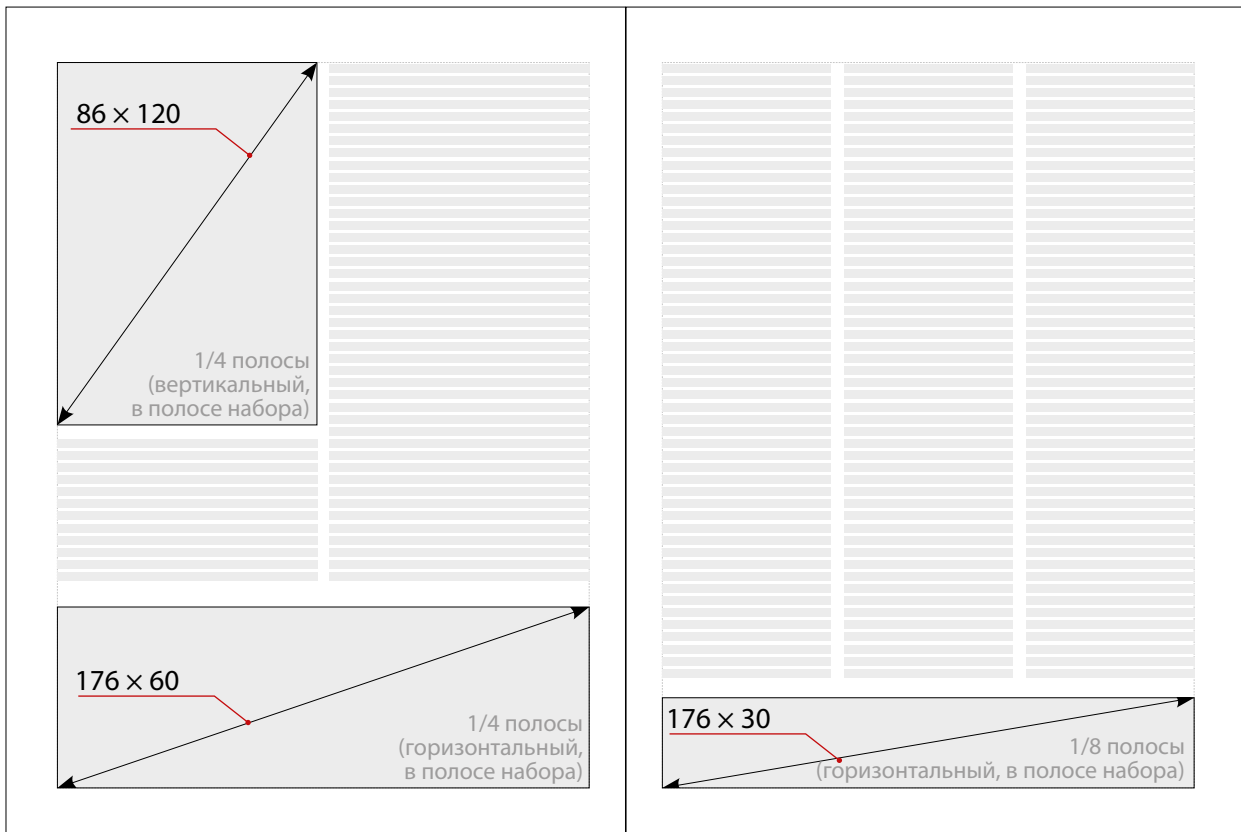 86 × 120
1/4 полосы
(вертикальный,
в полосе набора)
176 × 60
1/4 полосы
(горизонтальный,
в полосе набора)
176 × 30
1/8 полосы
(горизонтальный, в полосе набора)